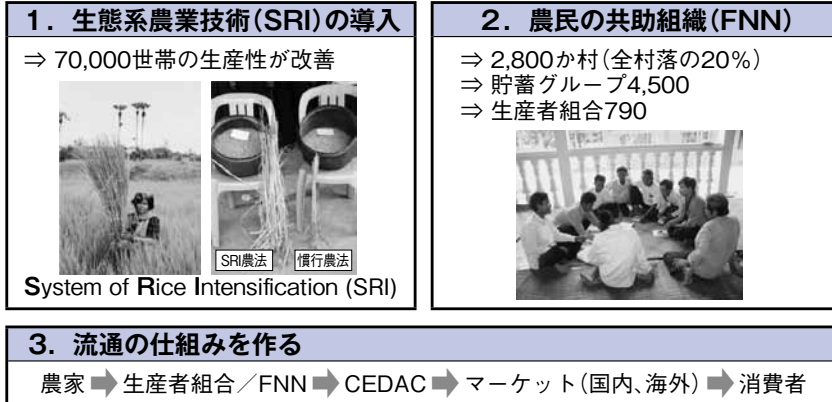 1．生態系農業技術（SRI）の導入
⇒ 70,000世帯の生産性が改善
SRI農法
慣行農法
System of Rice Intensification (SRI)
2．農民の共助組織（FNN）
⇒ 2,800か村（全村落の20％）
⇒ 貯蓄グループ4,500
⇒ 生産者組合790
3．流通の仕組みを作る
農家 ➡ 生産者組合／FNN ➡ CEDAC ➡ マーケット（国内、海外） ➡ 消費者